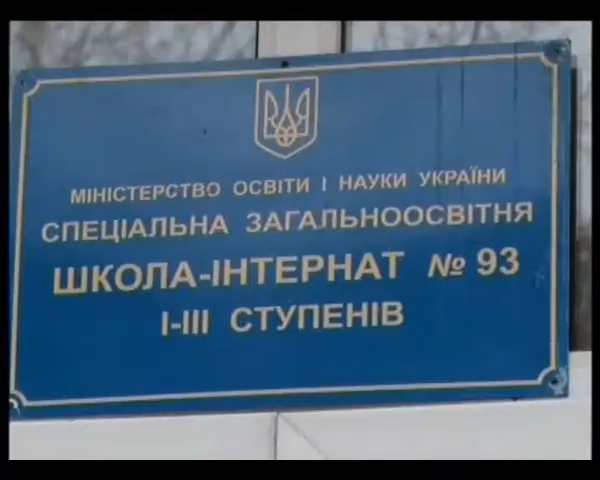 МІНІСТЕРСТВО ОСВІТИ І НАУКИ УКРАЇНИ
СПЕЦІАЛЬНА ЗАГАЛЬНООСВІТНЯ
ШКОЛА-ІНТЕРНАТ № 93
І-ІІІ СТУПЕНІВ